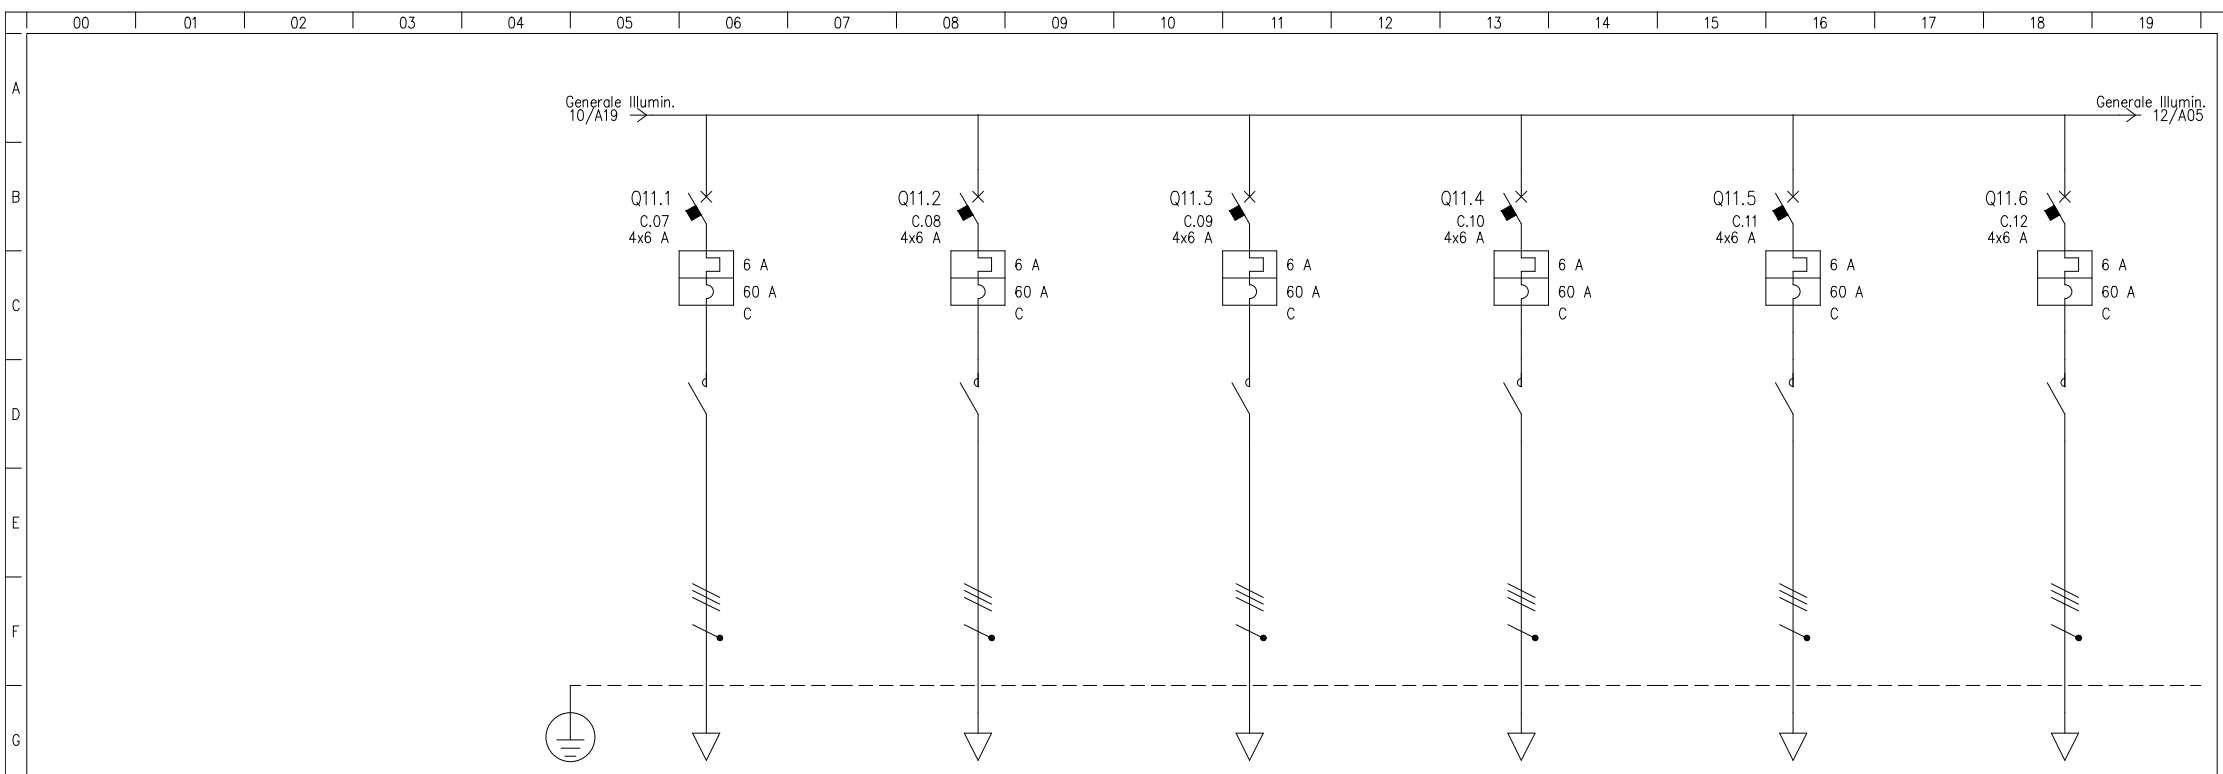 00 01 02 03 04 05 06 07 08 09 10 11 12 13 14 15 16 17 18 19
A
Generale Illumin.
10/A19
Generale Illumin.
12/A05
B
Q11.1
C.07
4x6 A
Q11.2
C.08
4x6 A
Q11.3
C.09
4x6 A
Q11.4
C.10
4x6 A
Q11.5
C.11
4x6 A
Q11.6
C.12
4x6 A
C
6 A
60 A
C
6 A
60 A
C
6 A
60 A
C
6 A
60 A
C
6 A
60 A
C
6 A
60 A
C
D
E
F
G